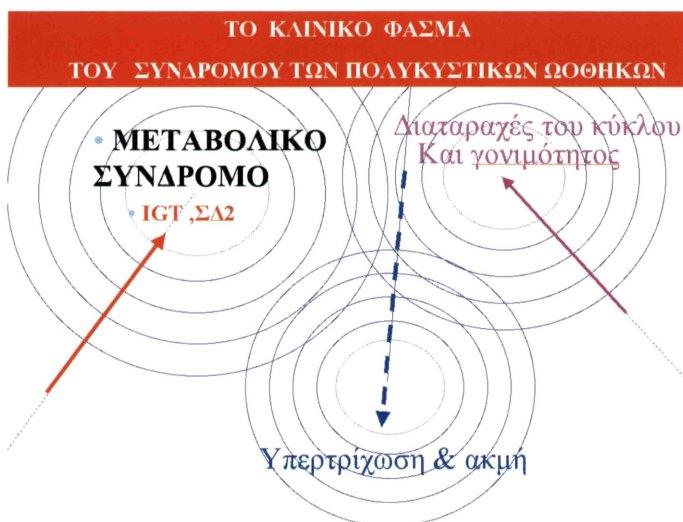 ΤΟ ΚΛΙΝΙΚΟ ΦΑΣΜΑ
ΤΟΥ ΣΥΝΔΡΟΜΟΥ ΤΩΝ ΠΟΛΥΚΥΣΤΙΚΩΝ ΩΟΘΗΚΩΝ
• ΜΕΤΑΒΟΛΙΚΟ
ΣΥΝΔΡΟΜΟ
• IGT ,ΣΔ2
Διαταραχές του κύκλου
Και γονιμότητος
Υπερτρίχωση & ακμή